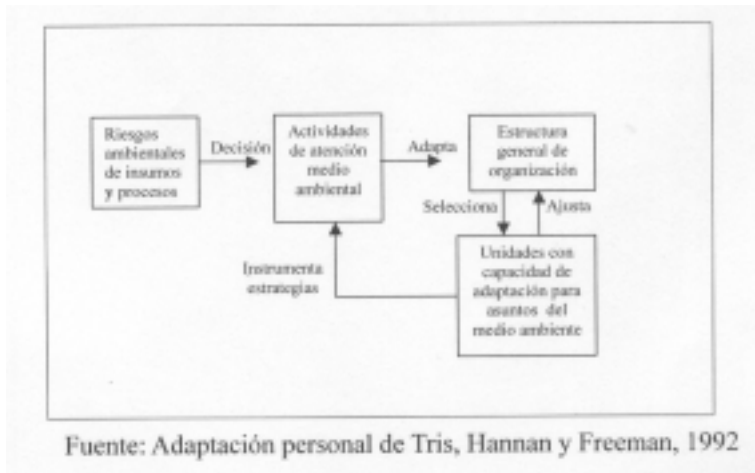 Riesgos
ambientales
de insumos
y procesos
Decisión
Actividades
de atención
medio
ambiental
Adapta
Estructura
general de
organización
Selecciona
Ajusta
Unidades con
capacidad de
adaptación para
asuntos del
medio ambiente
Instrumenta
estrategias
Fuente: Adaptación personal de Tris, Hannan y Freeman, 1992